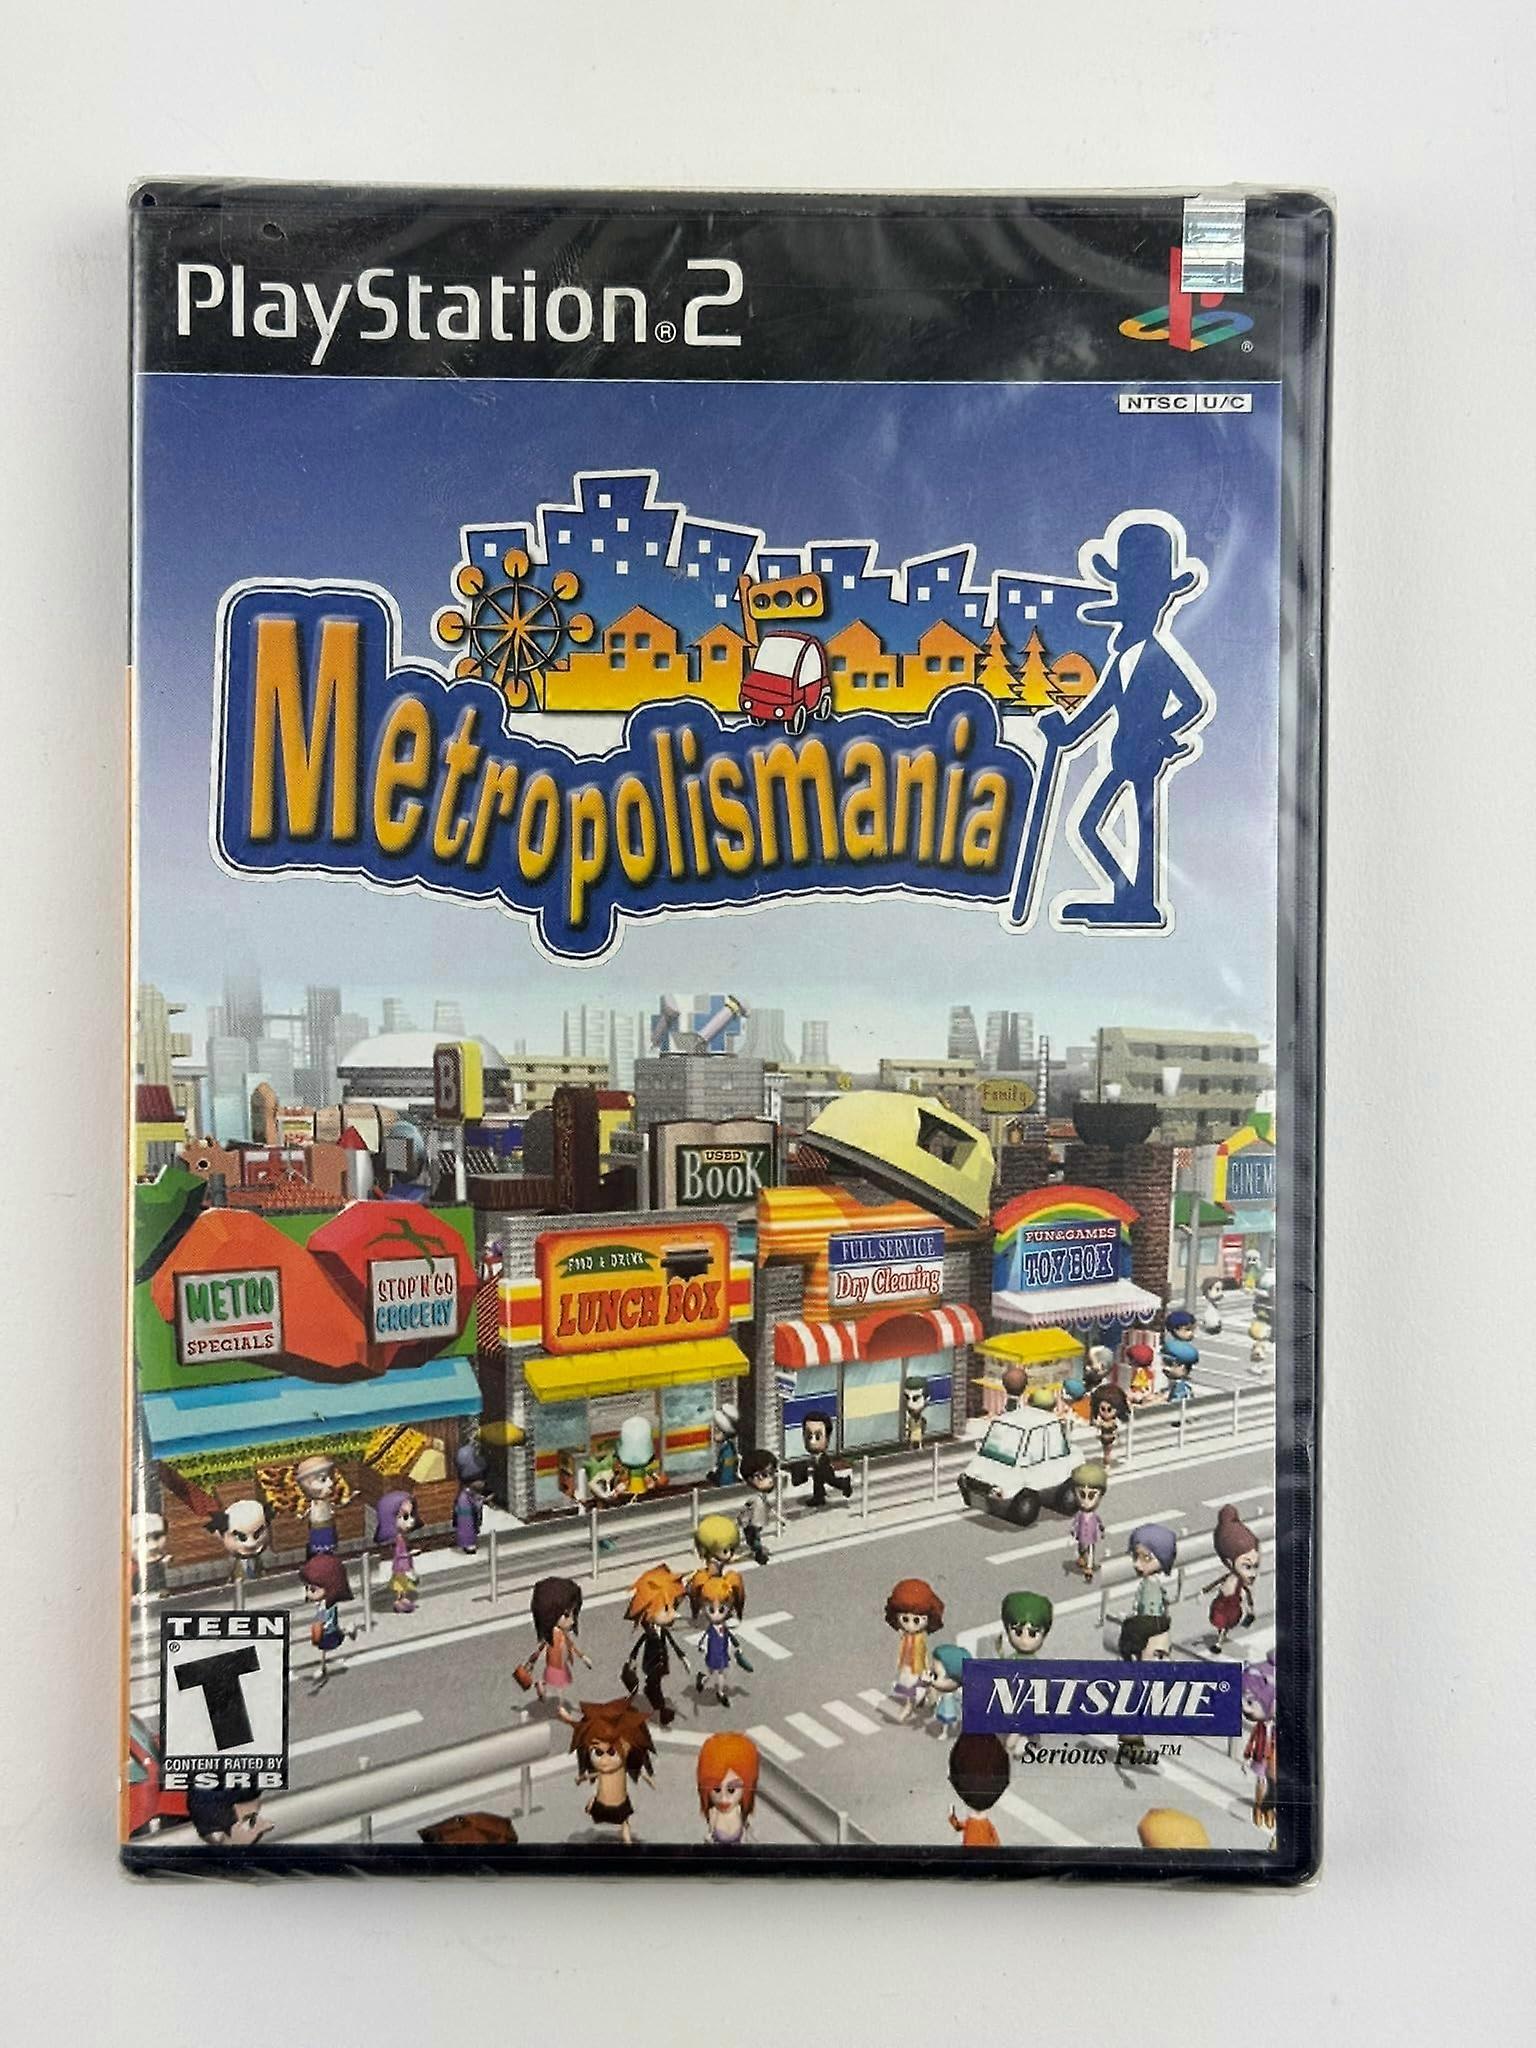 PlayStation®2
NTSC U/C
Metropolismania
B
Family
USED
BOOK
CINEM
METRO
SPECIALS
STOP'N'GO
GROCERY
FOOD & DRINK
LUNCH BOX
FULL SERVICE
Dry Cleaning
FUN&GAMES
TOY BOX
TEEN
T
®
CONTENT RATED BY
ESRB
NATSUME®
Serious Fun™